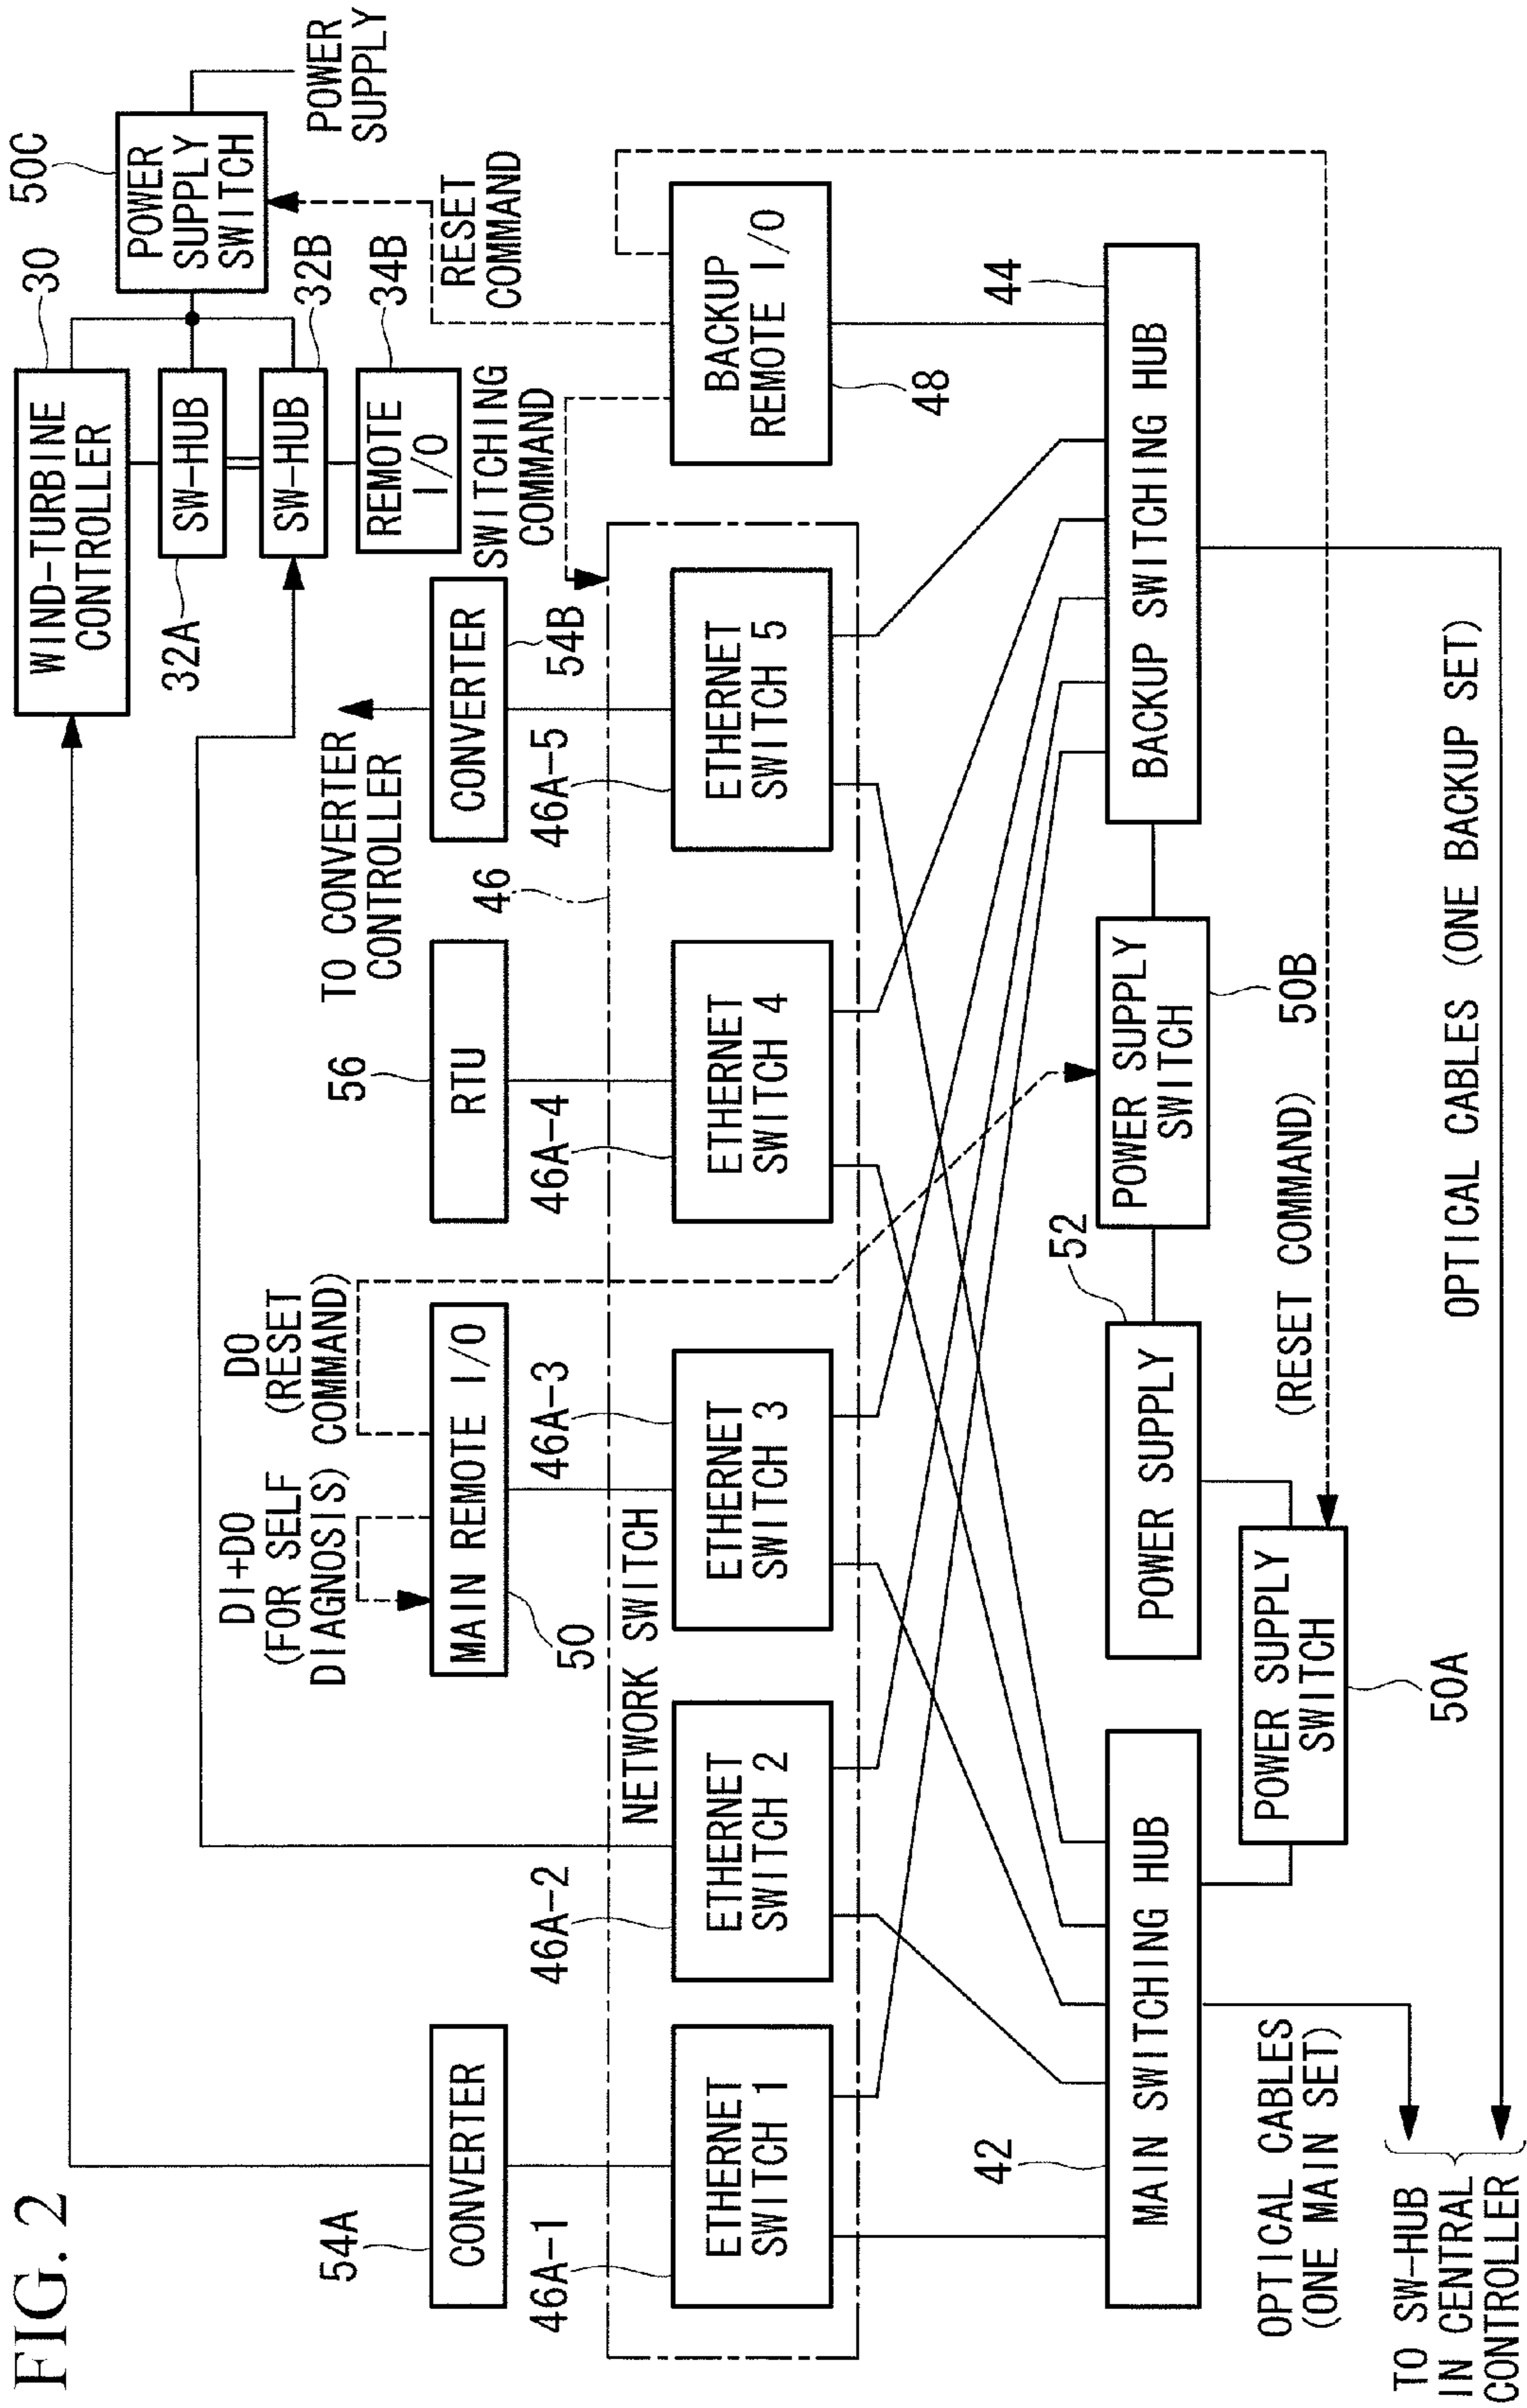 FIG. 2
WIND-TURBINE
CONTROLLER
30
50C
POWER
SUPPLY
SWITCH
POWER
SUPPLY
32A
SW-HUB
SW-HUB
32B
REMOTE
I/O
34B
RESET
COMMAND
SWITCHING
COMMAND
54A
CONVERTER
DI+DO
(FOR SELF
DIAGNOSIS)
DO
(RESET
COMMAND)
MAIN REMOTE I/O
50
56
RTU
TO CONVERTER
CONTROLLER
CONVERTER
54B
46
NETWORK SWITCH
46A-1
ETHERNET
SWITCH 1
46A-2
ETHERNET
SWITCH 2
46A-3
ETHERNET
SWITCH 3
46A-4
ETHERNET
SWITCH 4
46A-5
ETHERNET
SWITCH 5
BACKUP
REMOTE I/O
48
42
MAIN SWITCHING HUB
52
POWER SUPPLY
POWER SUPPLY
SWITCH
50B
44
BACKUP SWITCHING HUB
POWER SUPPLY
SWITCH
50A
(RESET COMMAND)
OPTICAL CABLES
(ONE MAIN SET)
OPTICAL CABLES (ONE BACKUP SET)
TO SW-HUB
IN CENTRAL
CONTROLLER